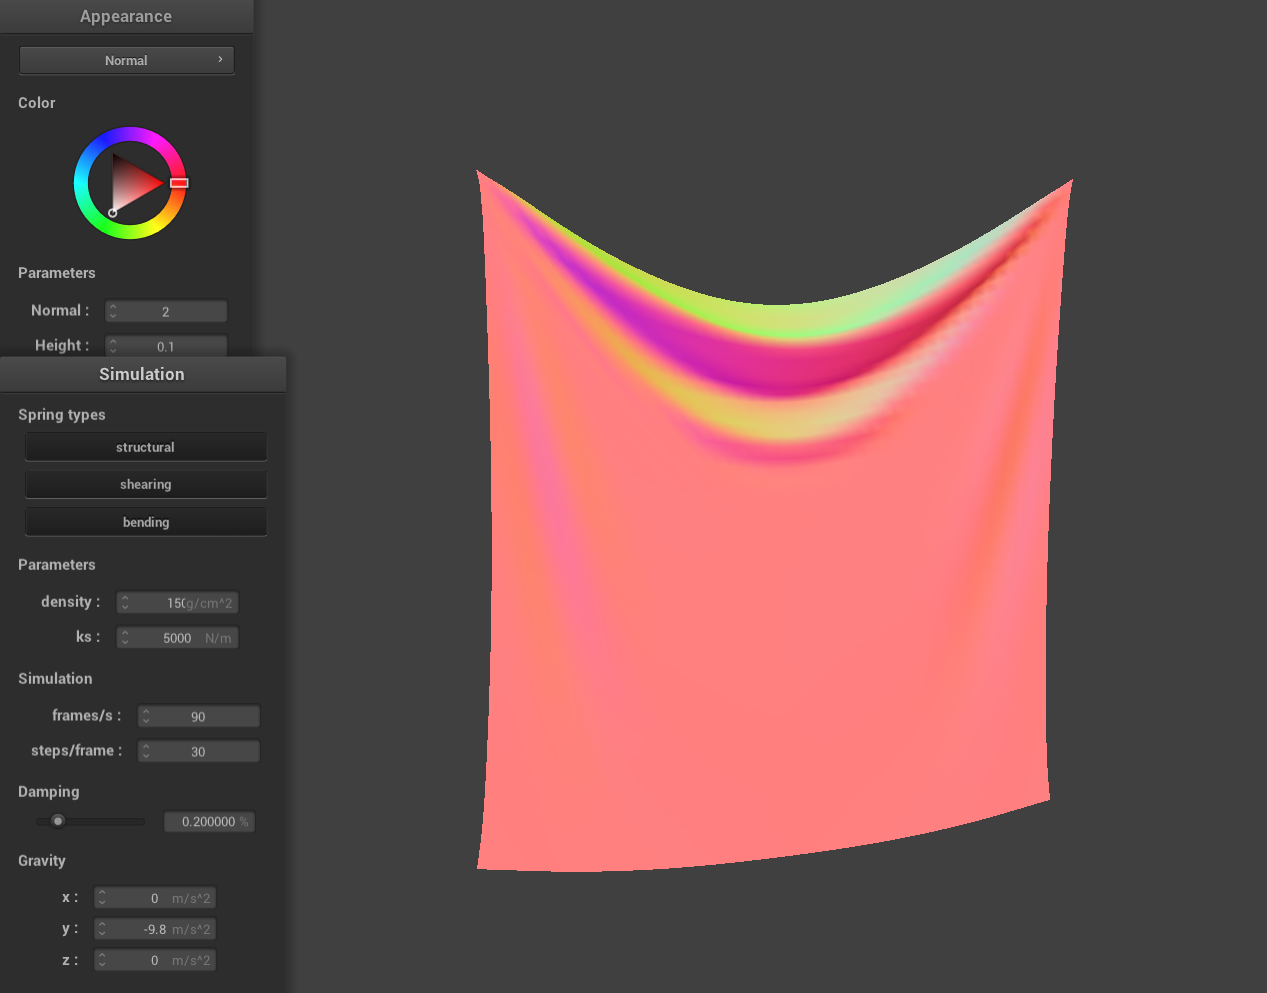 Appearance
Normal
Color
Parameters
Normal : 2
Height : 0.1
Simulation
Spring types
structural
shearing
bending
Parameters
density : g/cm^2
ks : 5000 N/m
Simulation
frames/s : 90
steps/frame : 30
Damping
0.200000 %
Gravity
x : 0 m/s^2
y : -9.8 m/s^2
z : 0 m/s^2